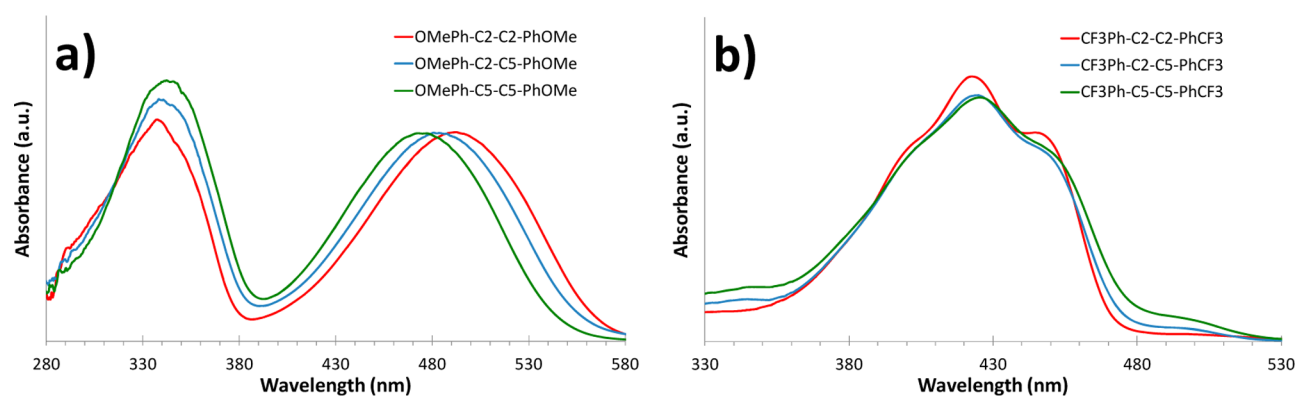 a)
OMePh-C2-C2-PhOMe
OMePh-C2-C5-PhOMe
OMePh-C5-C5-PhOMe
Absorbance (a.u.)
280 330 380 430 480 530 580
Wavelength (nm)
b)
CF3Ph-C2-C2-PhCF3
CF3Ph-C2-C5-PhCF3
CF3Ph-C5-C5-PhCF3
Absorbance (a.u.)
330 380 430 480 530
Wavelength (nm)